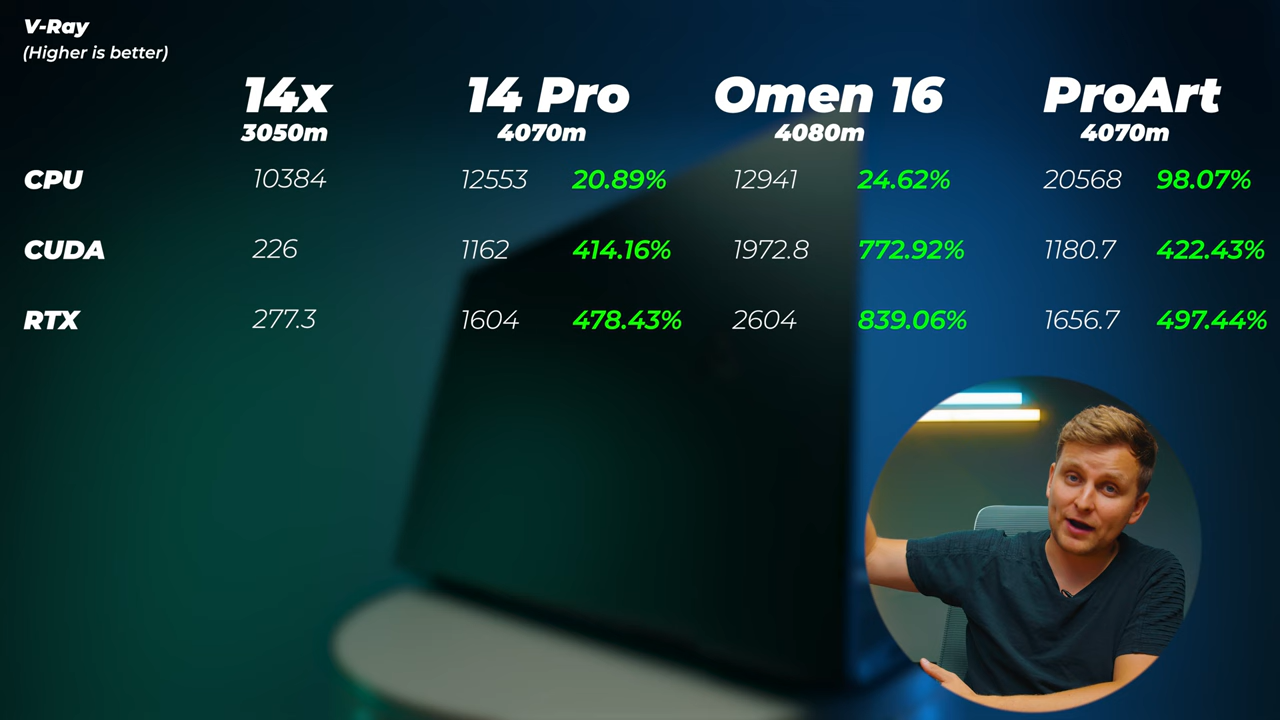 V-Ray
(Higher is better)
14x 14 Pro Omen 16 ProArt
3050m 4070m 4080m 4070m
CPU 10384 12553 20.89% 12941 24.62% 20568 98.07%
CUDA 226 1162 414.16% 1972.8 772.92% 1180.7 422.43%
RTX 277.3 1604 478.43% 2604 839.06% 1656.7 497.44%